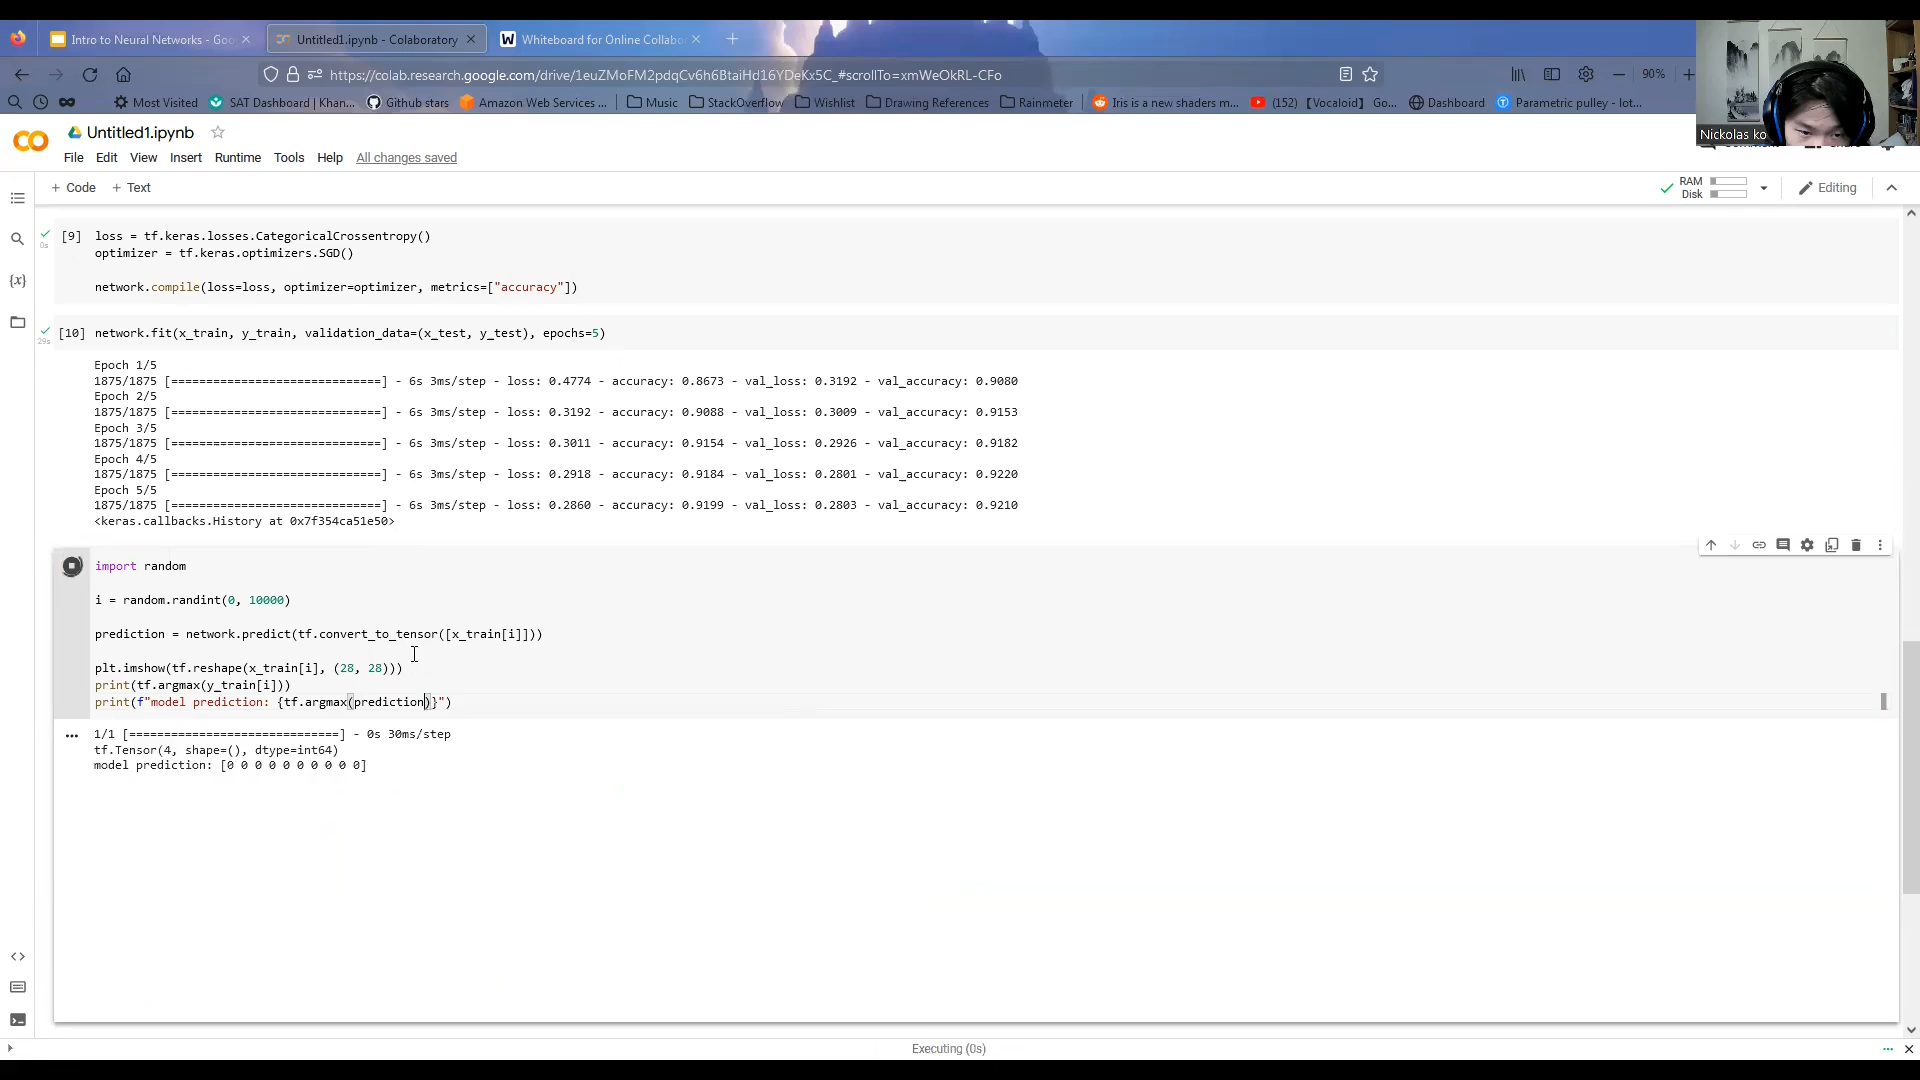 Intro to Neural Networks - Goo
Untitled1.ipynb - Colaboratory
Whiteboard for Online Collabor
https://colab.research.google.com/drive/1euZMoFM2pdqCv6h6BtaiHd16YDeKx5C_#scrollTo=xmWeOkRL-CFo
90%
Most Visited
SAT Dashboard | Khan...
Github stars
Amazon Web Services ...
Music
StackOverflow
Wishlist
Drawing References
Rainmeter
Iris is a new shaders m...
(152) 【Vocaloid】 Go...
Dashboard
Parametric pulley - lot...
Nickolas ko
CO
Untitled1.ipynb
File Edit View Insert Runtime Tools Help All changes saved
+ Code + Text
RAM
Disk
Editing
[9] loss = tf.keras.losses.CategoricalCrossentropy()
0s
optimizer = tf.keras.optimizers.SGD()
{x}
network.compile(loss=loss, optimizer=optimizer, metrics=["accuracy"])
[10] network.fit(x_train, y_train, validation_data=(x_test, y_test), epochs=5)
29s
Epoch 1/5
1875/1875 [==============================] - 6s 3ms/step - loss: 0.4774 - accuracy: 0.8673 - val_loss: 0.3192 - val_accuracy: 0.9080
Epoch 2/5
1875/1875 [==============================] - 6s 3ms/step - loss: 0.3192 - accuracy: 0.9088 - val_loss: 0.3009 - val_accuracy: 0.9153
Epoch 3/5
1875/1875 [==============================] - 6s 3ms/step - loss: 0.3011 - accuracy: 0.9154 - val_loss: 0.2926 - val_accuracy: 0.9182
Epoch 4/5
1875/1875 [==============================] - 6s 3ms/step - loss: 0.2918 - accuracy: 0.9184 - val_loss: 0.2801 - val_accuracy: 0.9220
Epoch 5/5
1875/1875 [==============================] - 6s 3ms/step - loss: 0.2860 - accuracy: 0.9199 - val_loss: 0.2803 - val_accuracy: 0.9210
<keras.callbacks.History at 0x7f354ca51e50>
import random
i = random.randint(0, 10000)
prediction = network.predict(tf.convert_to_tensor([x_train[i]]))
plt.imshow(tf.reshape(x_train[i], (28, 28)))
print(tf.argmax(y_train[i]))
print(f"model prediction: {tf.argmax(prediction)}")
1/1 [==============================] - 0s 30ms/step
tf.Tensor(4, shape=(), dtype=int64)
model prediction: [0 0 0 0 0 0 0 0 0 0]
Executing (0s)